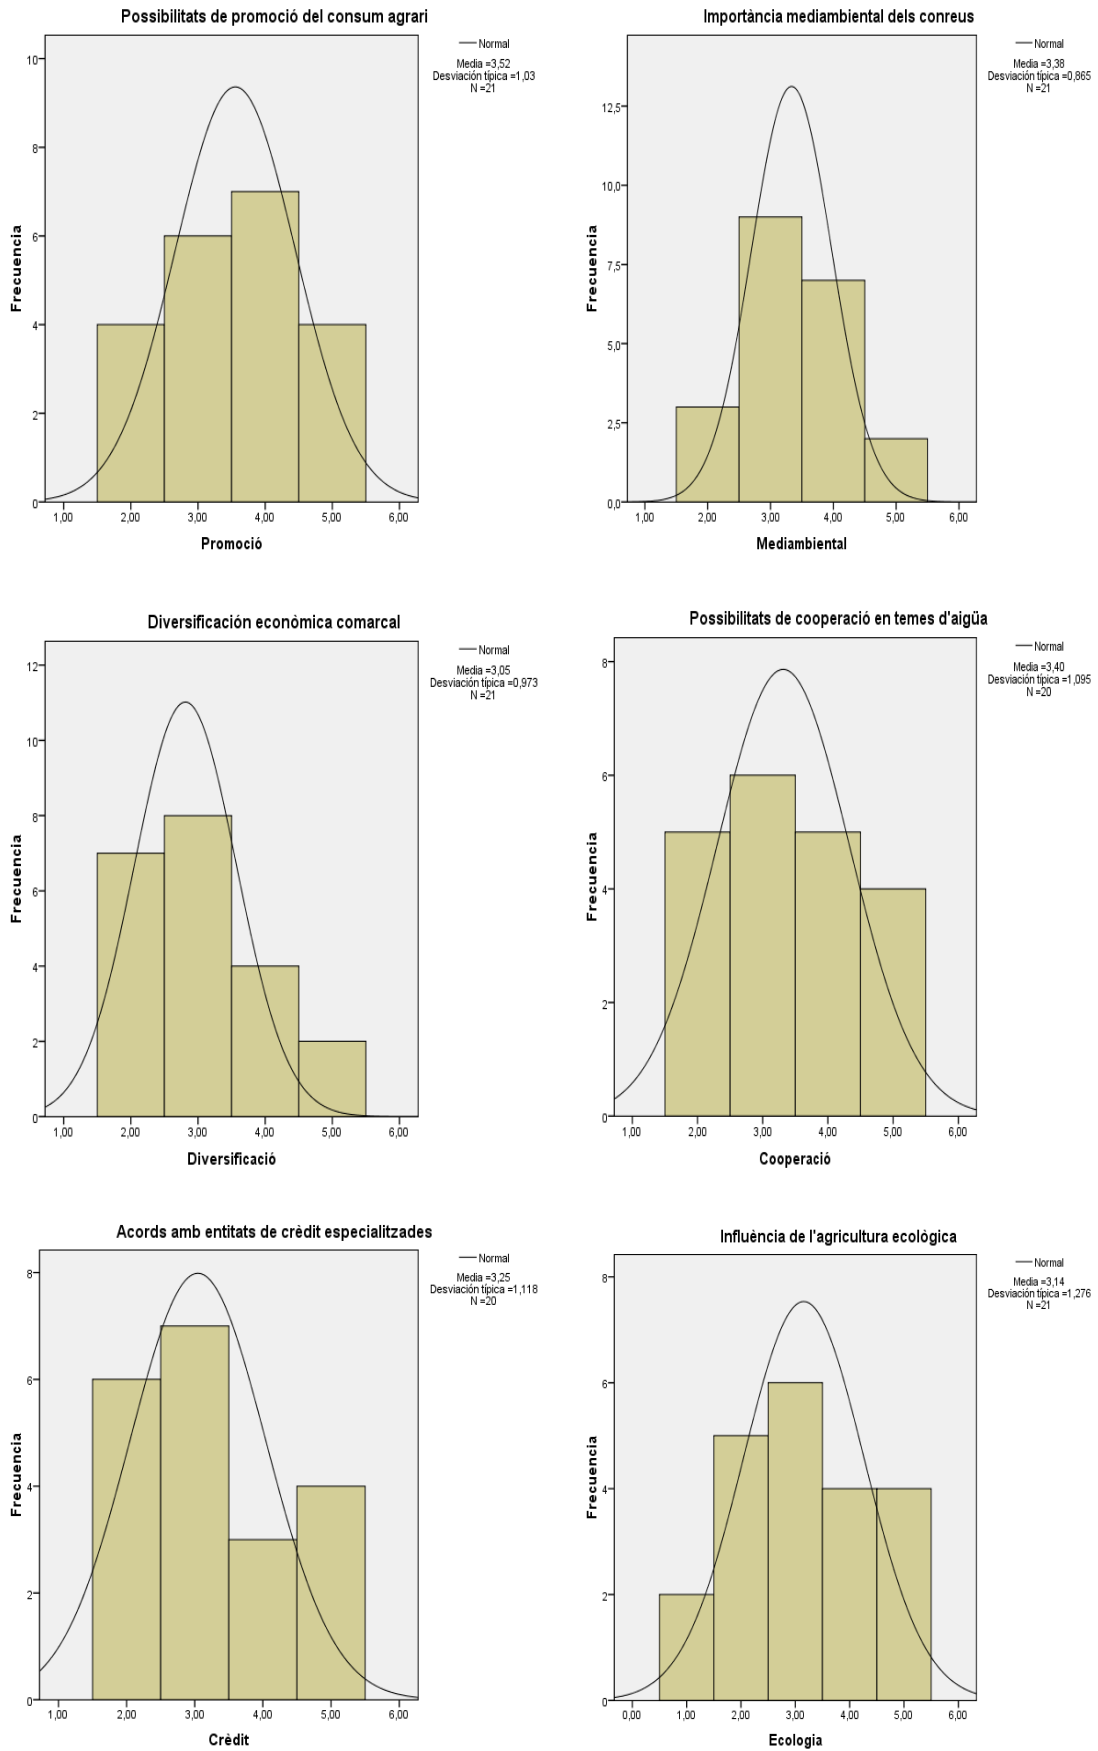 Possibilitats de promoció del consum agrari
Normal
Media =3,52
Desviación típica =1,03
N =21
10
8
6
4
2
0
Frecuencia
1,00 2,00 3,00 4,00 5,00 6,00
Promoció
Importància mediambiental dels conreus
Normal
Media =3,38
Desviación típica =0,865
N =21
12,5
10,0
7,5
5,0
2,5
0,0
Frecuencia
1,00 2,00 3,00 4,00 5,00 6,00
Mediambiental
Diversificación econòmica comarcal
Normal
Media =3,05
Desviación típica =0,973
N =21
12
10
8
6
4
2
0
Frecuencia
1,00 2,00 3,00 4,00 5,00 6,00
Diversificació
Possibilitats de cooperació en temes d'aigüa
Normal
Media =3,40
Desviación típica =1,095
N =20
8
6
4
2
0
Frecuencia
1,00 2,00 3,00 4,00 5,00 6,00
Cooperació
Acords amb entitats de crèdit especialitzades
Normal
Media =3,25
Desviación típica =1,118
N =20
8
6
4
2
0
Frecuencia
1,00 2,00 3,00 4,00 5,00 6,00
Crèdit
Influència de l'agricultura ecològica
Normal
Media =3,14
Desviación típica =1,276
N =21
8
6
4
2
0
Frecuencia
0,00 1,00 2,00 3,00 4,00 5,00 6,00
Ecologia